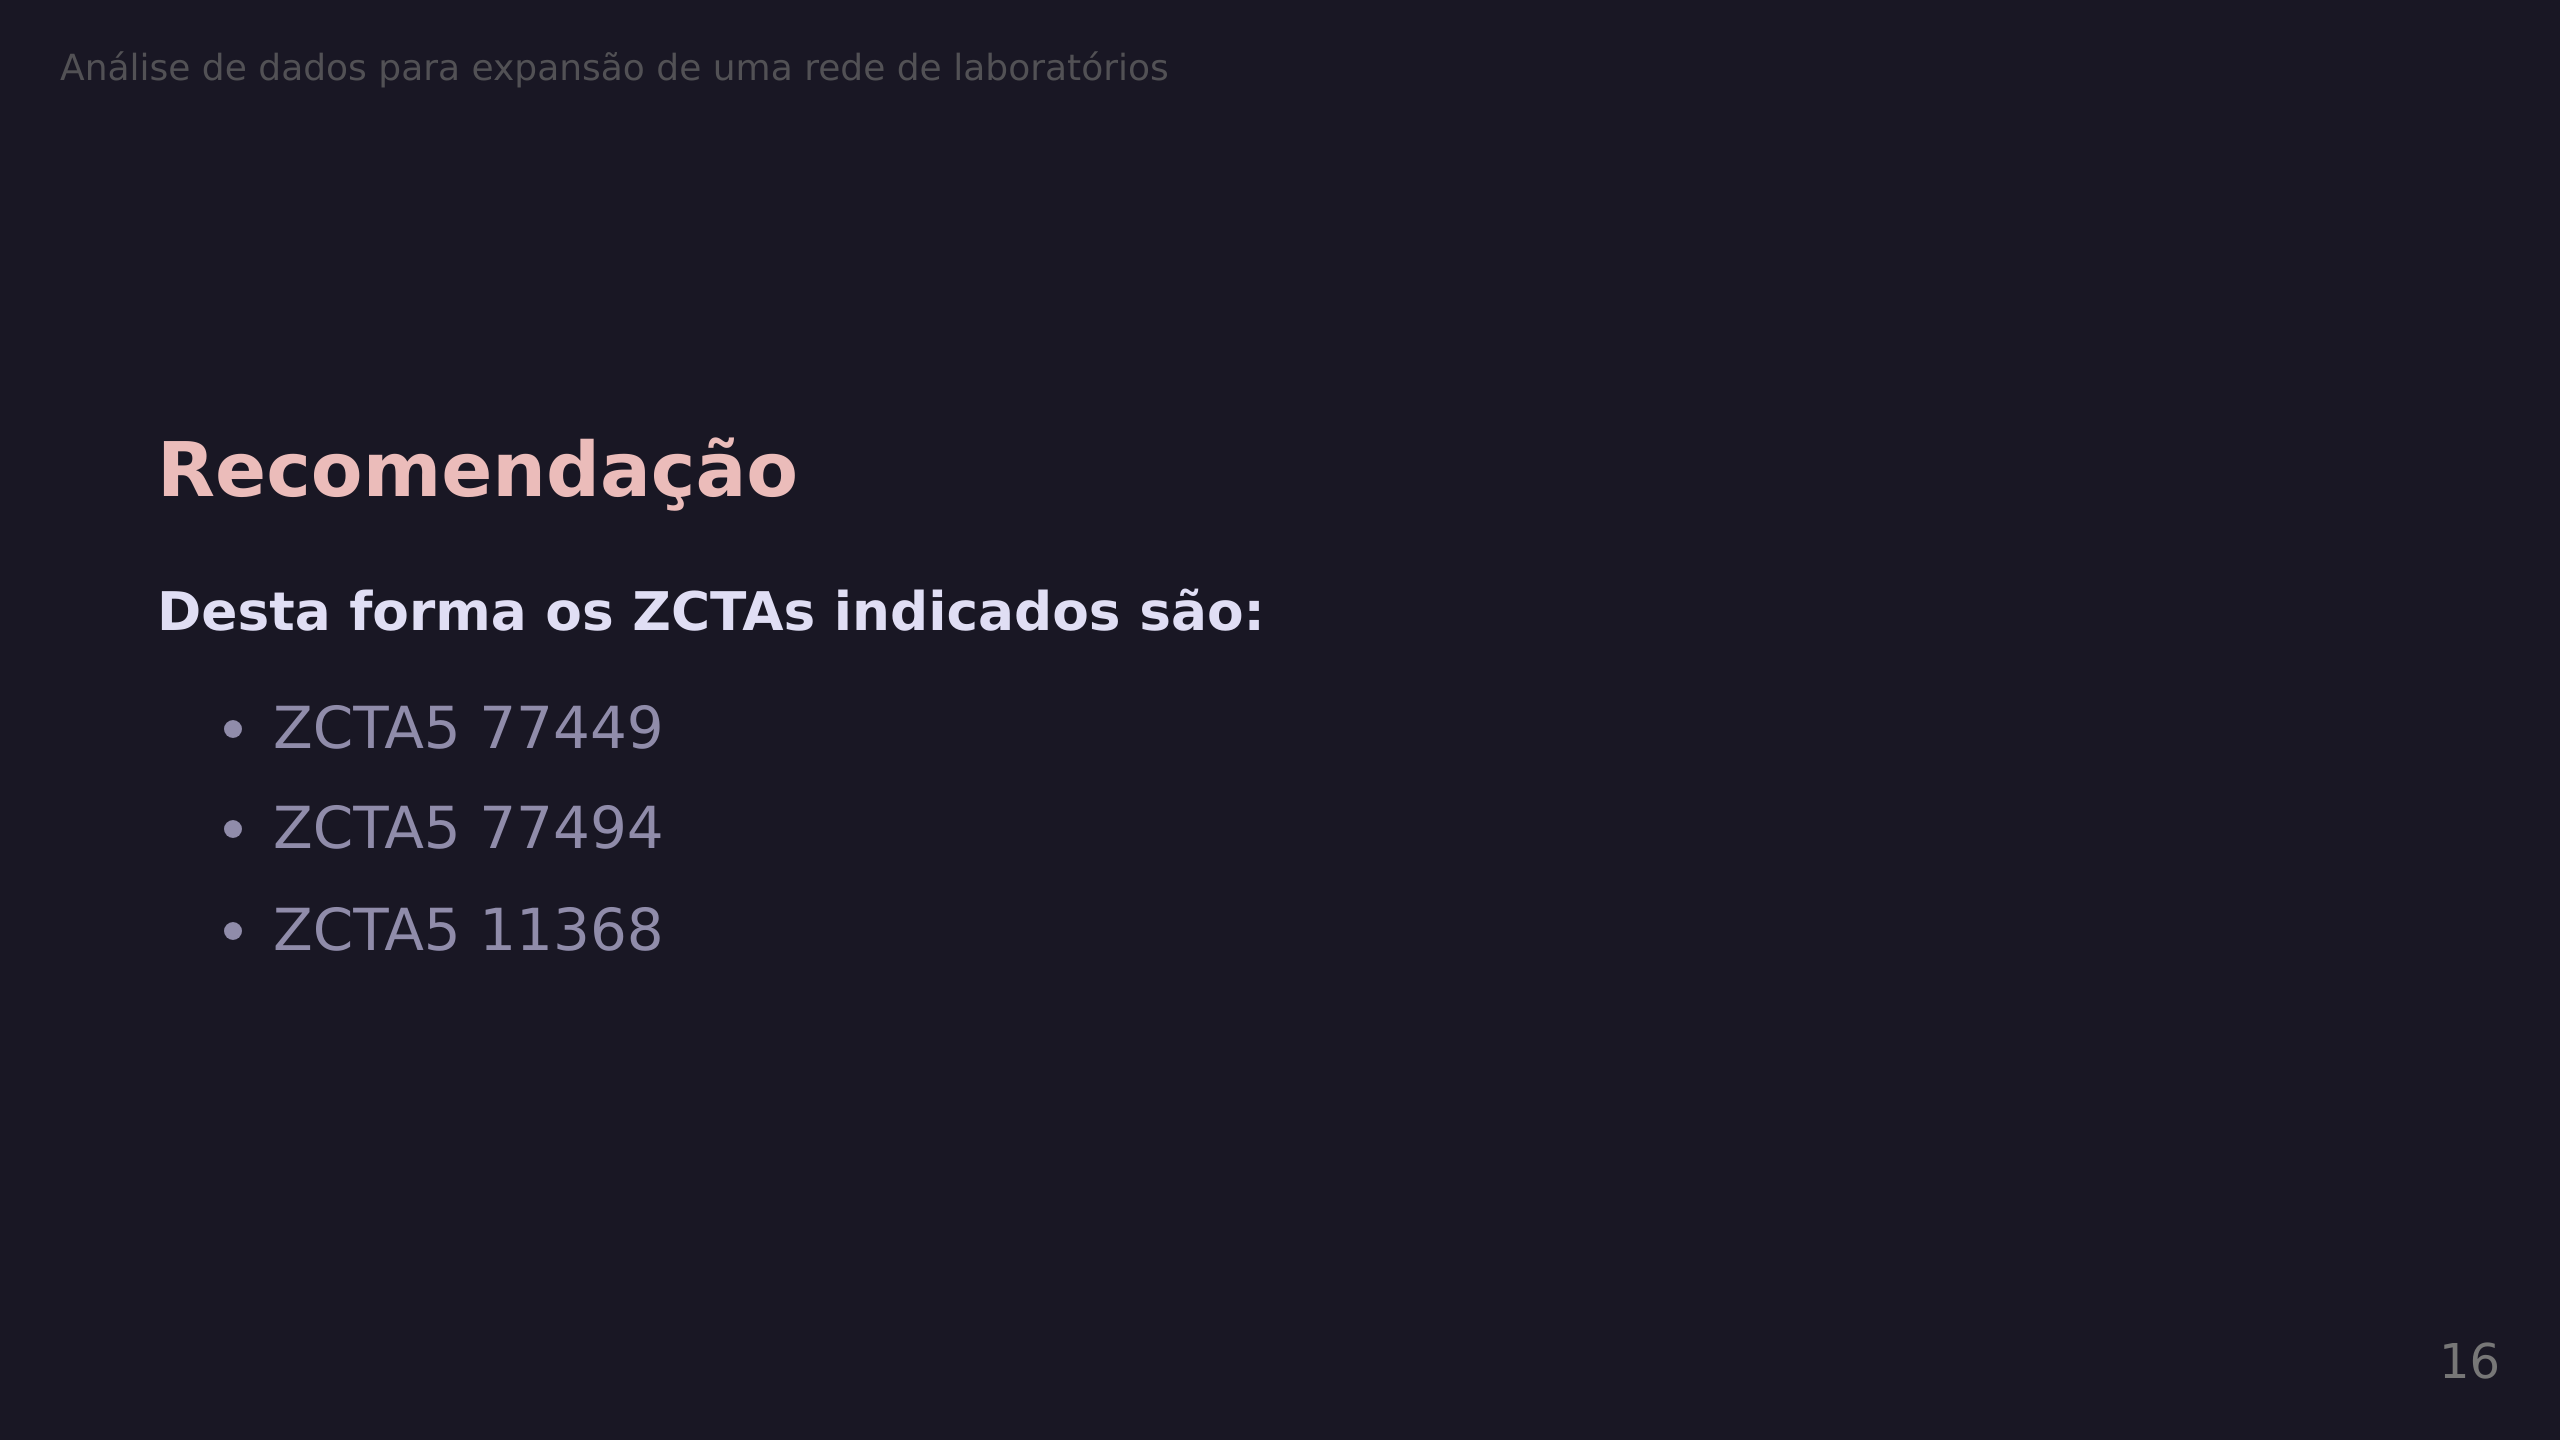 Análise de dados para expansão de uma rede de laboratórios
Recomendação
Desta forma os ZCTAs indicados são:
• ZCTA5 77449
• ZCTA5 77494
• ZCTA5 11368
16